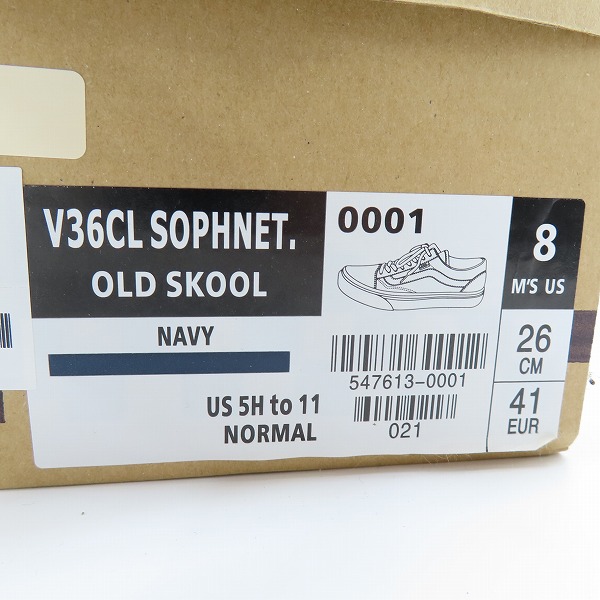 V36CL SOPHNET.
OLD SKOOL
NAVY
US 5H to 11
NORMAL
0001
547613-0001
021
8
M'S US
26
CM
41
EUR